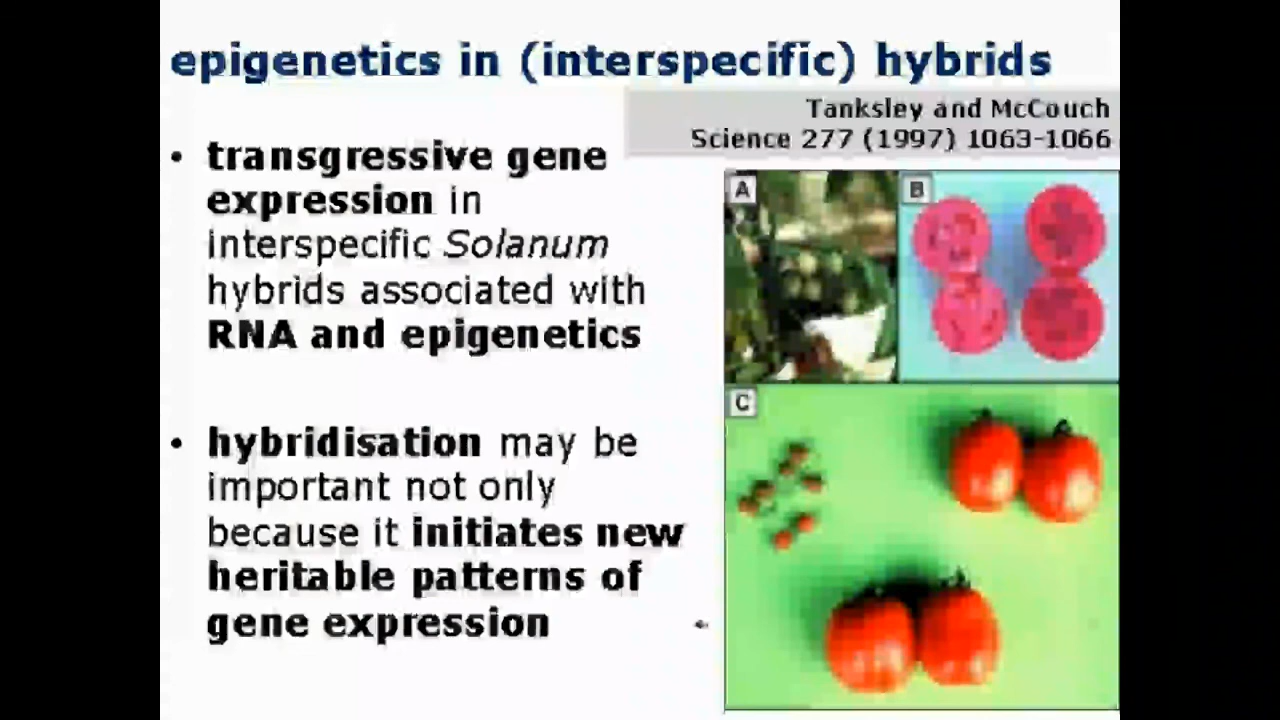 epigenetics in (interspecific) hybrids
Tanksley and McCouch
Science 277 (1997) 1063-1066
• transgressive gene
expression in
interspecific Solanum
hybrids associated with
RNA and epigenetics
• hybridisation may be
important not only
because it initiates new
heritable patterns of
gene expression
A
B
C